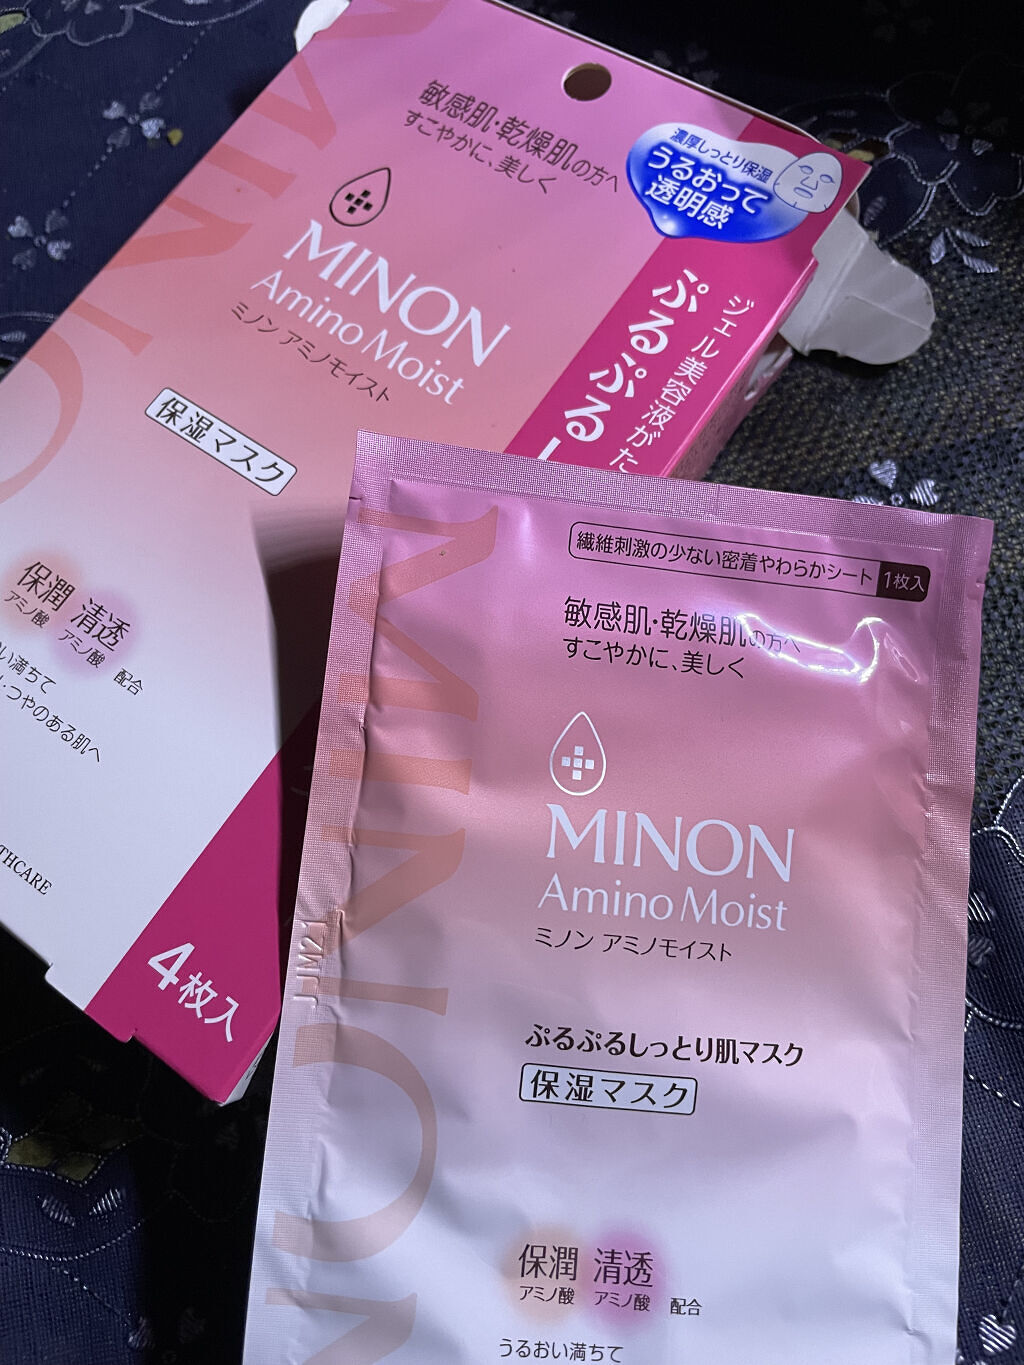 敏感肌・乾燥肌の方へ
すこやかに、美しく
濃厚しっとり保湿
うるおって
透明感
MINON
Amino Moist
ミノン アミノモイスト
保湿マスク
ジェル美容液がた
ぷるぷるし
保潤 清透
アミノ酸 アミノ酸 配合
い満ちて
・つやのある肌へ
THCARE
4枚入
MINON
繊維刺激の少ない密着やわらかシート 1枚入
敏感肌・乾燥肌の方へ
すこやかに、美しく
MINON
Amino Moist
ミノン アミノモイスト
ぷるぷるしっとり肌マスク
保湿マスク
保潤 清透
アミノ酸 アミノ酸 配合
うるおい満ちて